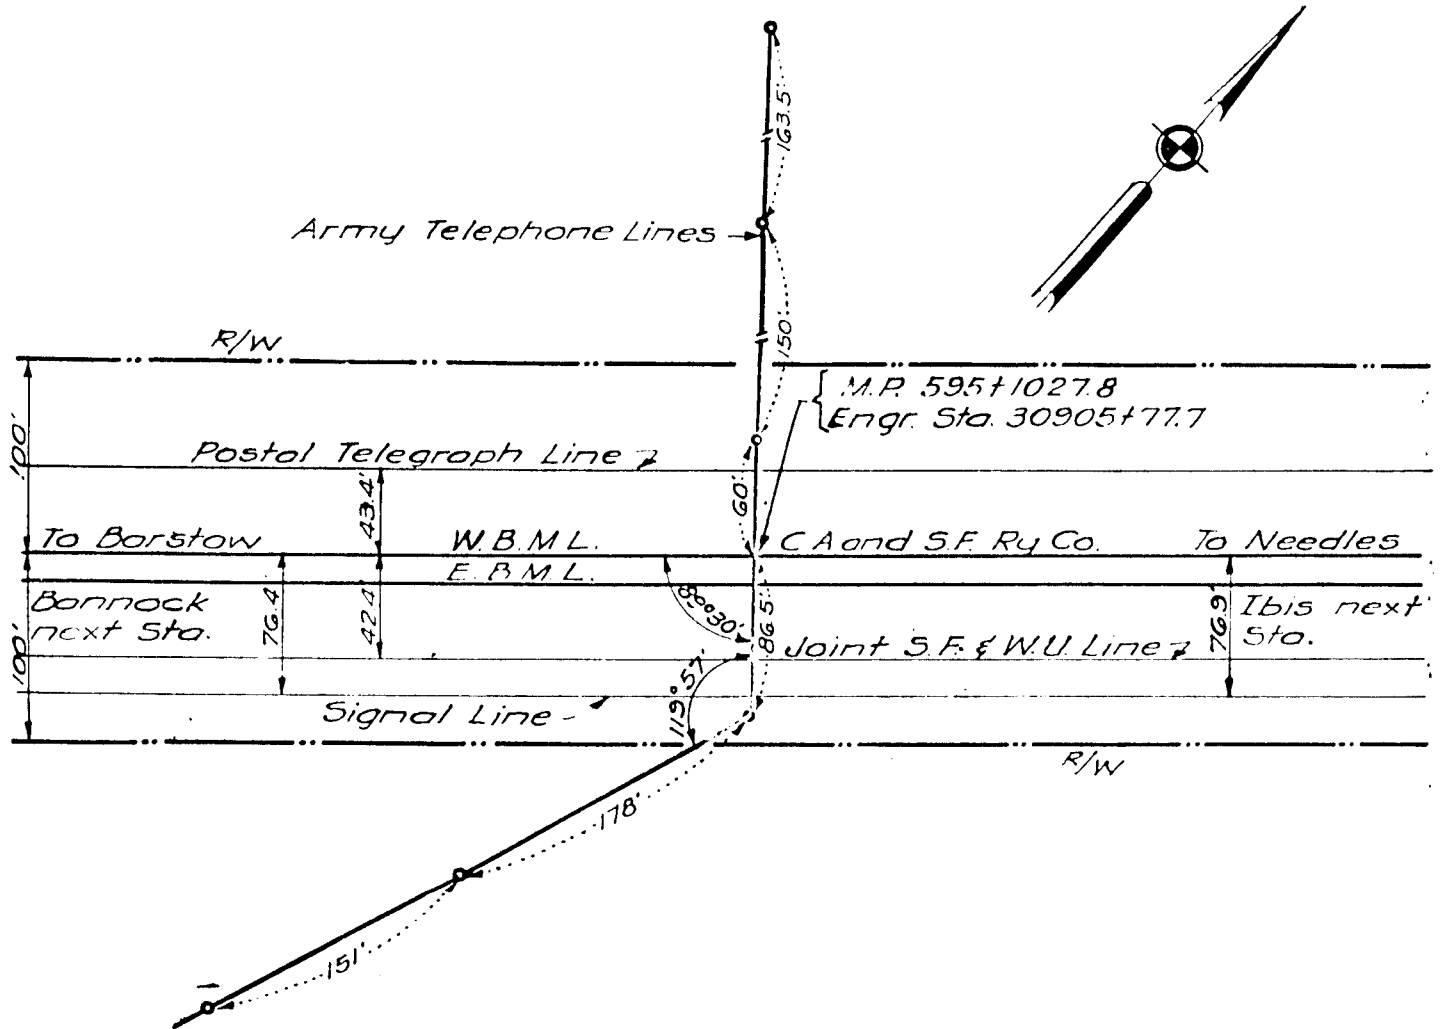 163.5'
Army Telephone Lines
150'
R/W
M.P. 595+1027.8
Engr. Sta. 30905+77.7
100'
Postal Telegraph Line
43.4'
60'
To Barstow
W.B.M.L.
C A and S.F. Ry Co.
To Needles
E.B.M.L.
Bannock
next Sta.
76.4'
42.4'
30'
86.5'
76.9'
Ibis next
Sta.
Joint S.F. & W.U. Line
100'
119°57'
Signal Line
R/W
178'
151'